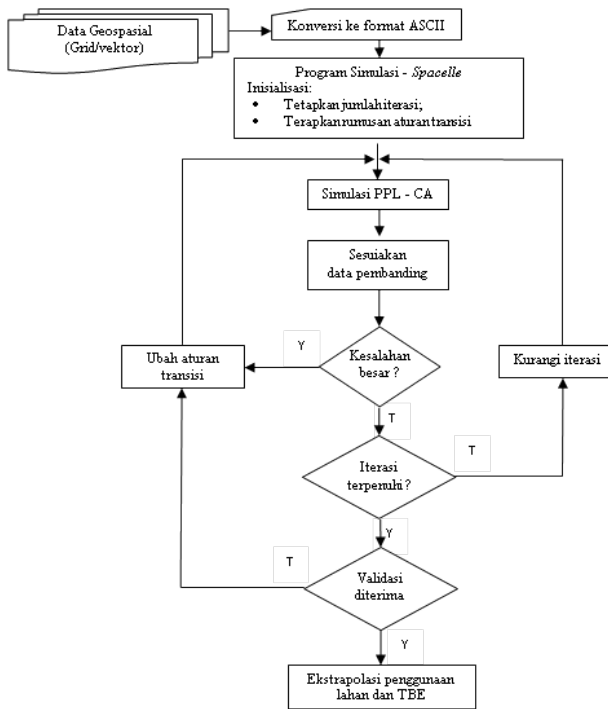 Data Geospasial
(Grid/vektor)
Konversi ke format ASCII
Program Simulasi - Spacelle
Inisialisasi:
• Tetapkan jumlah iterasi;
• Terapkan rumusan aturan transisi
Simulasi PPL - CA
Sesuiakan
data pembanding
Kesalahan
besar ?
Y
Ubah aturan
transisi
Kurangi iterasi
T
Iterasi
terpenuhi ?
T
Y
Validasi
diterima
T
Y
Ekstrapolasi penggunaan
lahan dan TBE